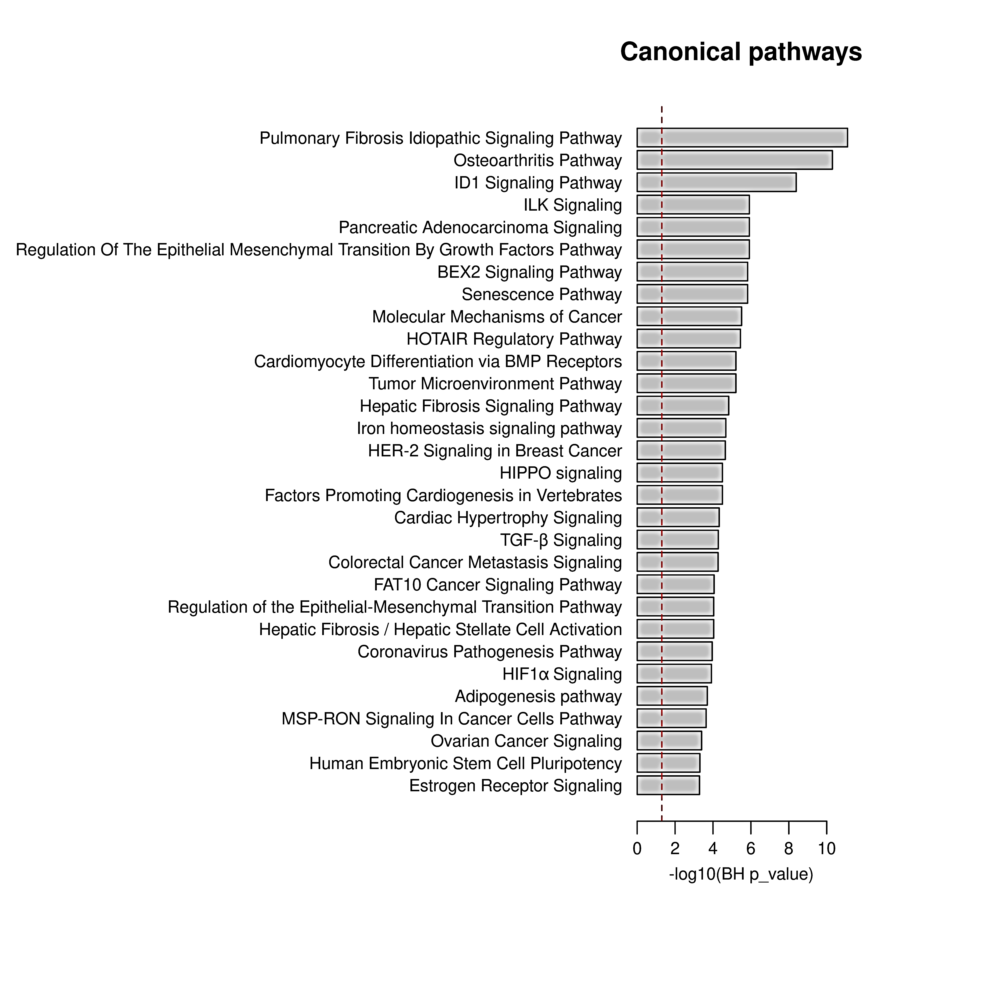 Canonical pathways
Pulmonary Fibrosis Idiopathic Signaling Pathway
Osteoarthritis Pathway
ID1 Signaling Pathway
ILK Signaling
Pancreatic Adenocarcinoma Signaling
Regulation Of The Epithelial Mesenchymal Transition By Growth Factors Pathway
BEX2 Signaling Pathway
Senescence Pathway
Molecular Mechanisms of Cancer
HOTAIR Regulatory Pathway
Cardiomyocyte Differentiation via BMP Receptors
Tumor Microenvironment Pathway
Hepatic Fibrosis Signaling Pathway
Iron homeostasis signaling pathway
HER-2 Signaling in Breast Cancer
HIPPO signaling
Factors Promoting Cardiogenesis in Vertebrates
Cardiac Hypertrophy Signaling
TGF-β Signaling
Colorectal Cancer Metastasis Signaling
FAT10 Cancer Signaling Pathway
Regulation of the Epithelial-Mesenchymal Transition Pathway
Hepatic Fibrosis / Hepatic Stellate Cell Activation
Coronavirus Pathogenesis Pathway
HIF1α Signaling
Adipogenesis pathway
MSP-RON Signaling In Cancer Cells Pathway
Ovarian Cancer Signaling
Human Embryonic Stem Cell Pluripotency
Estrogen Receptor Signaling
0 2 4 6 8 10
-log10(BH p_value)